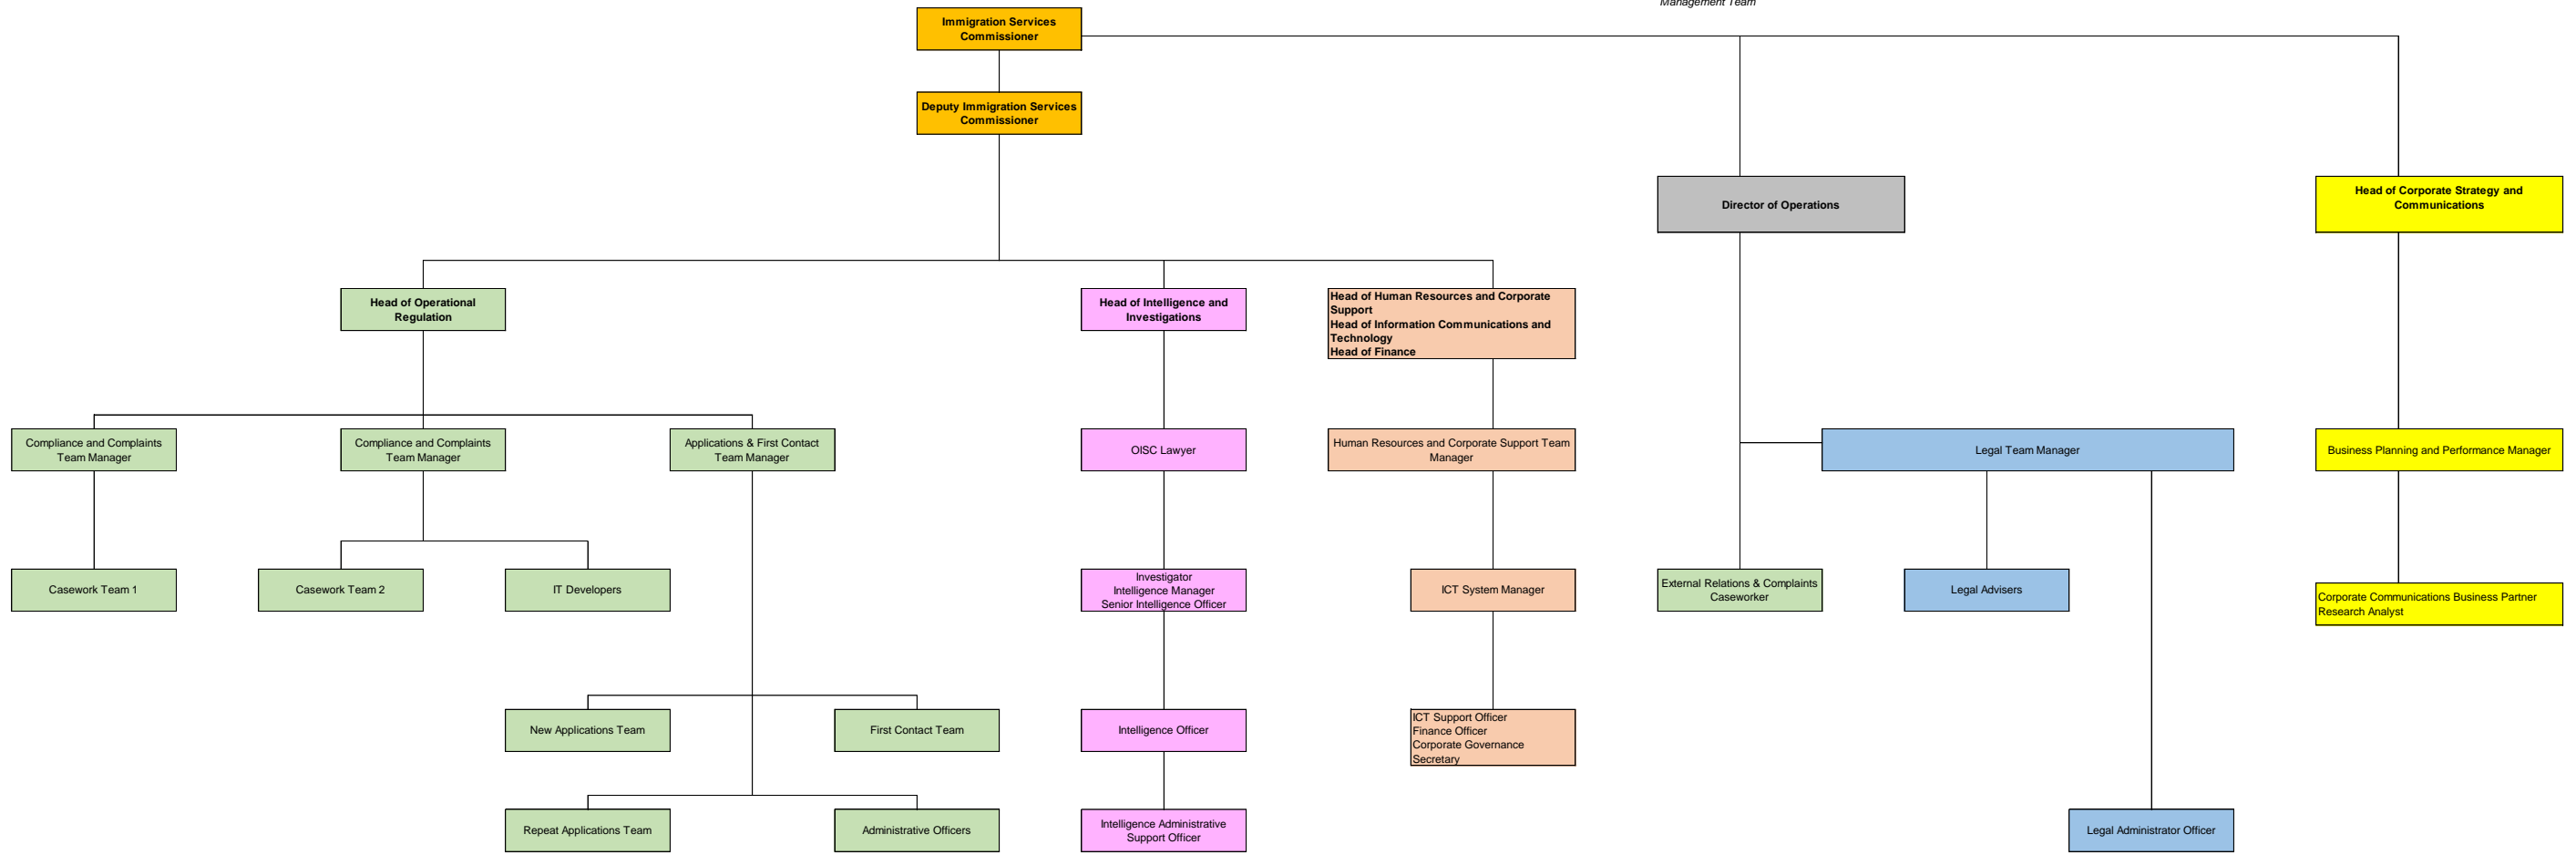 Management Team
Immigration Services
Commissioner
Deputy Immigration Services
Commissioner
Director of Operations
Head of Corporate Strategy and
Communications
Head of Operational
Regulation
Head of Intelligence and
Investigations
Head of Human Resources and Corporate
Support
Head of Information Communications and
Technology
Head of Finance
Compliance and Complaints
Team Manager
Compliance and Complaints
Team Manager
Applications & First Contact
Team Manager
OISC Lawyer
Human Resources and Corporate Support Team
Manager
Legal Team Manager
Business Planning and Performance Manager
Casework Team 1
Casework Team 2
IT Developers
Investigator
Intelligence Manager
Senior Intelligence Officer
ICT System Manager
External Relations & Complaints
Caseworker
Legal Advisers
Corporate Communications Business Partner
Research Analyst
New Applications Team
First Contact Team
Intelligence Officer
ICT Support Officer
Finance Officer
Corporate Governance
Secretary
Repeat Applications Team
Administrative Officers
Intelligence Administrative
Support Officer
Legal Administrator Officer